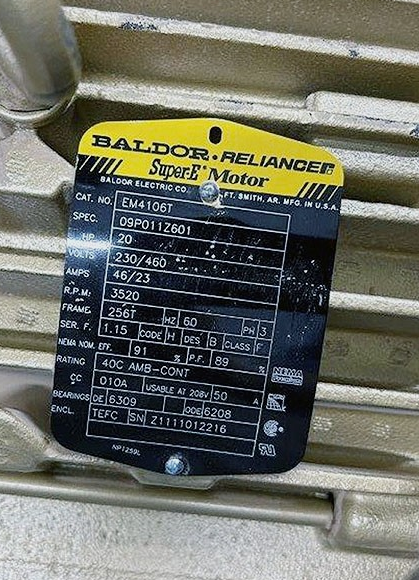 BALDOR·RELIANCER
Super-E® Motor
BALDOR ELECTRIC CO. FT. SMITH, AR. MFG. IN U.S.A.
CAT. NO. EM4106T
SPEC. 09P011Z601
HP 20
VOLTS 230/460
AMPS 46/23
R.P.M. 3520
FRAME 256T HZ 60 PH 3
SER. F. 1.15 CODE H DES B CLASS F
NEMA NOM. EFF. 91 % P.F. 89 %
RATING 40C AMB-CONT
CC 010A USABLE AT 208V 50 A
BEARINGS DE 6309 ODE 6208
ENCL. TEFC SN Z1111012216
NEMA
NP1259L